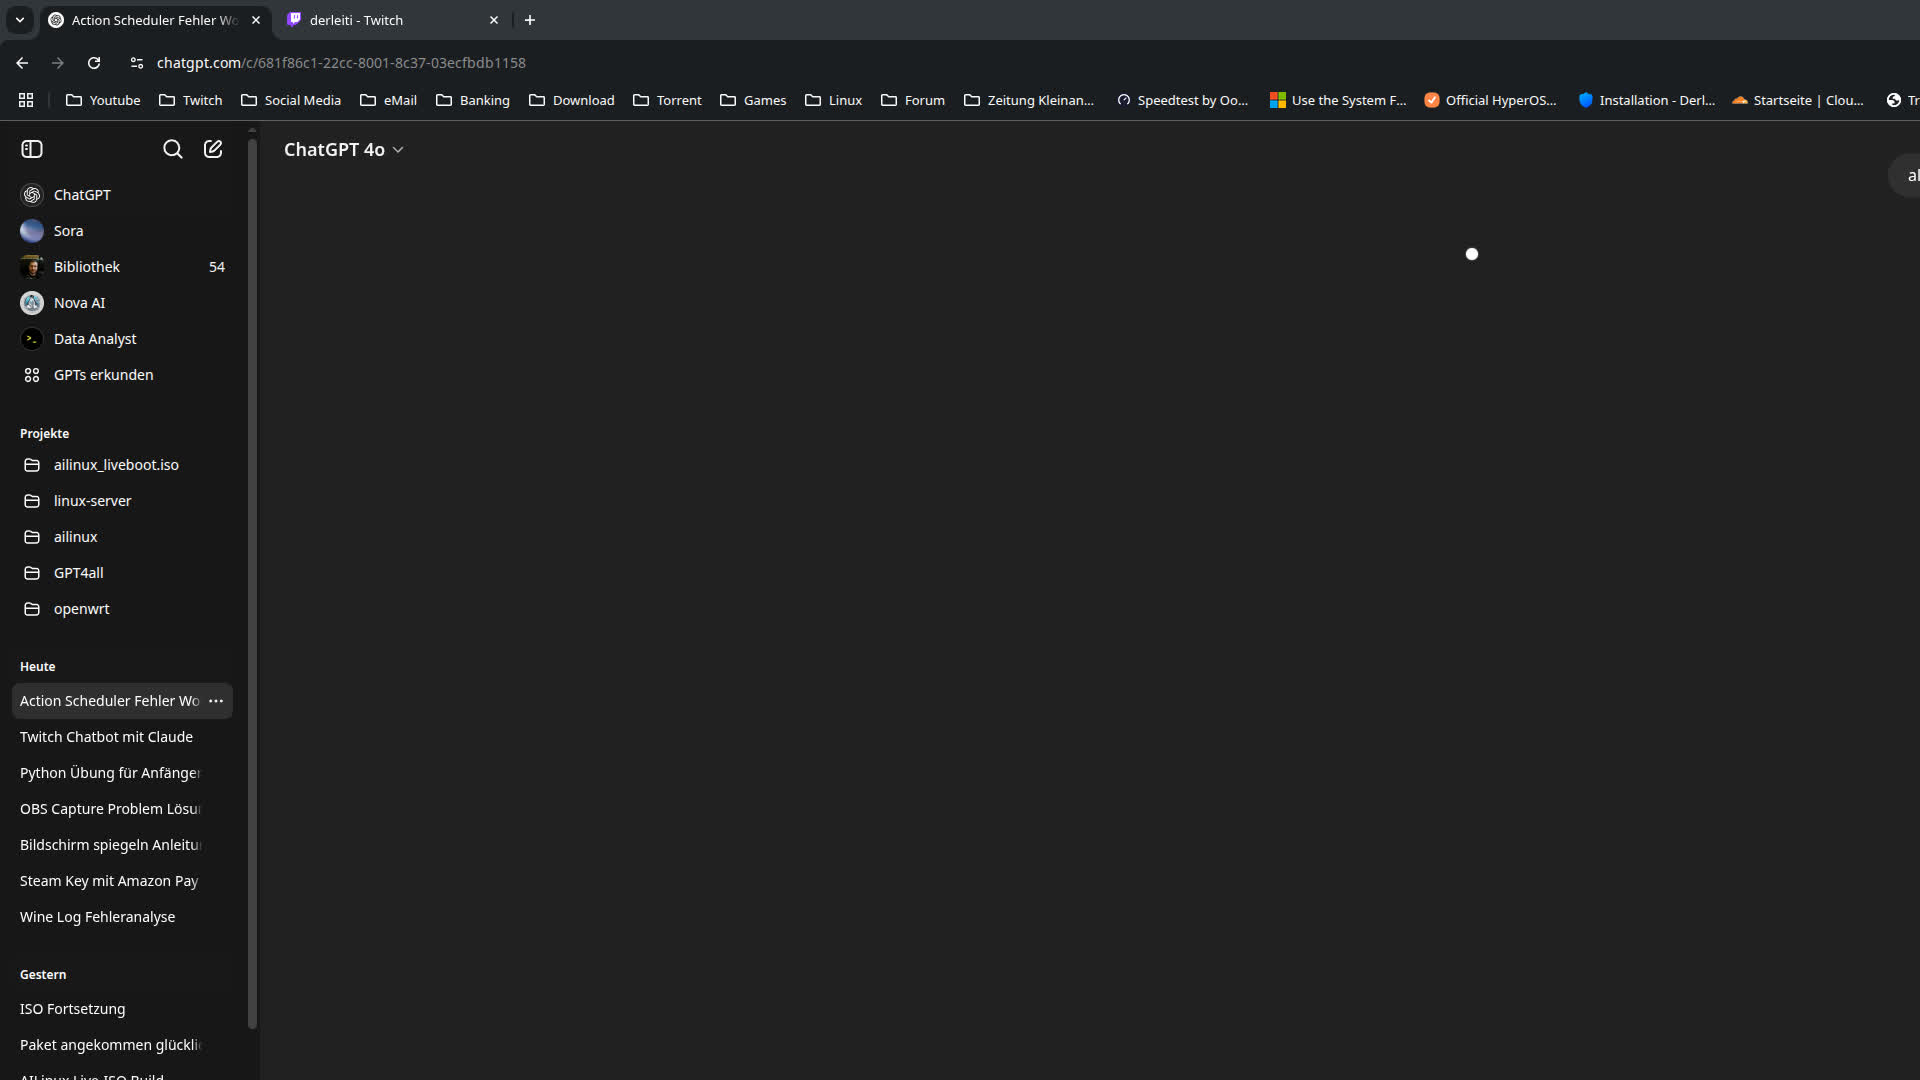 Action Scheduler Fehler Wo
derleiti - Twitch
chatgpt.com/c/681f86c1-22cc-8001-8c37-03ecfbdb1158
Youtube Twitch Social Media eMail Banking Download Torrent Games Linux Forum Zeitung Kleinan... Speedtest by Oo... Use the System F... Official HyperOS... Installation - Derl... Startseite | Clou... Tr
ChatGPT 4o
al
ChatGPT
Sora
Bibliothek 54
Nova AI
Data Analyst
GPTs erkunden
Projekte
ailinux_liveboot.iso
linux-server
ailinux
GPT4all
openwrt
Heute
Action Scheduler Fehler Wo
Twitch Chatbot mit Claude
Python Übung für Anfänger
OBS Capture Problem Lösu
Bildschirm spiegeln Anleitu
Steam Key mit Amazon Pay
Wine Log Fehleranalyse
Gestern
ISO Fortsetzung
Paket angekommen glückli
AILinux Live ISO Build